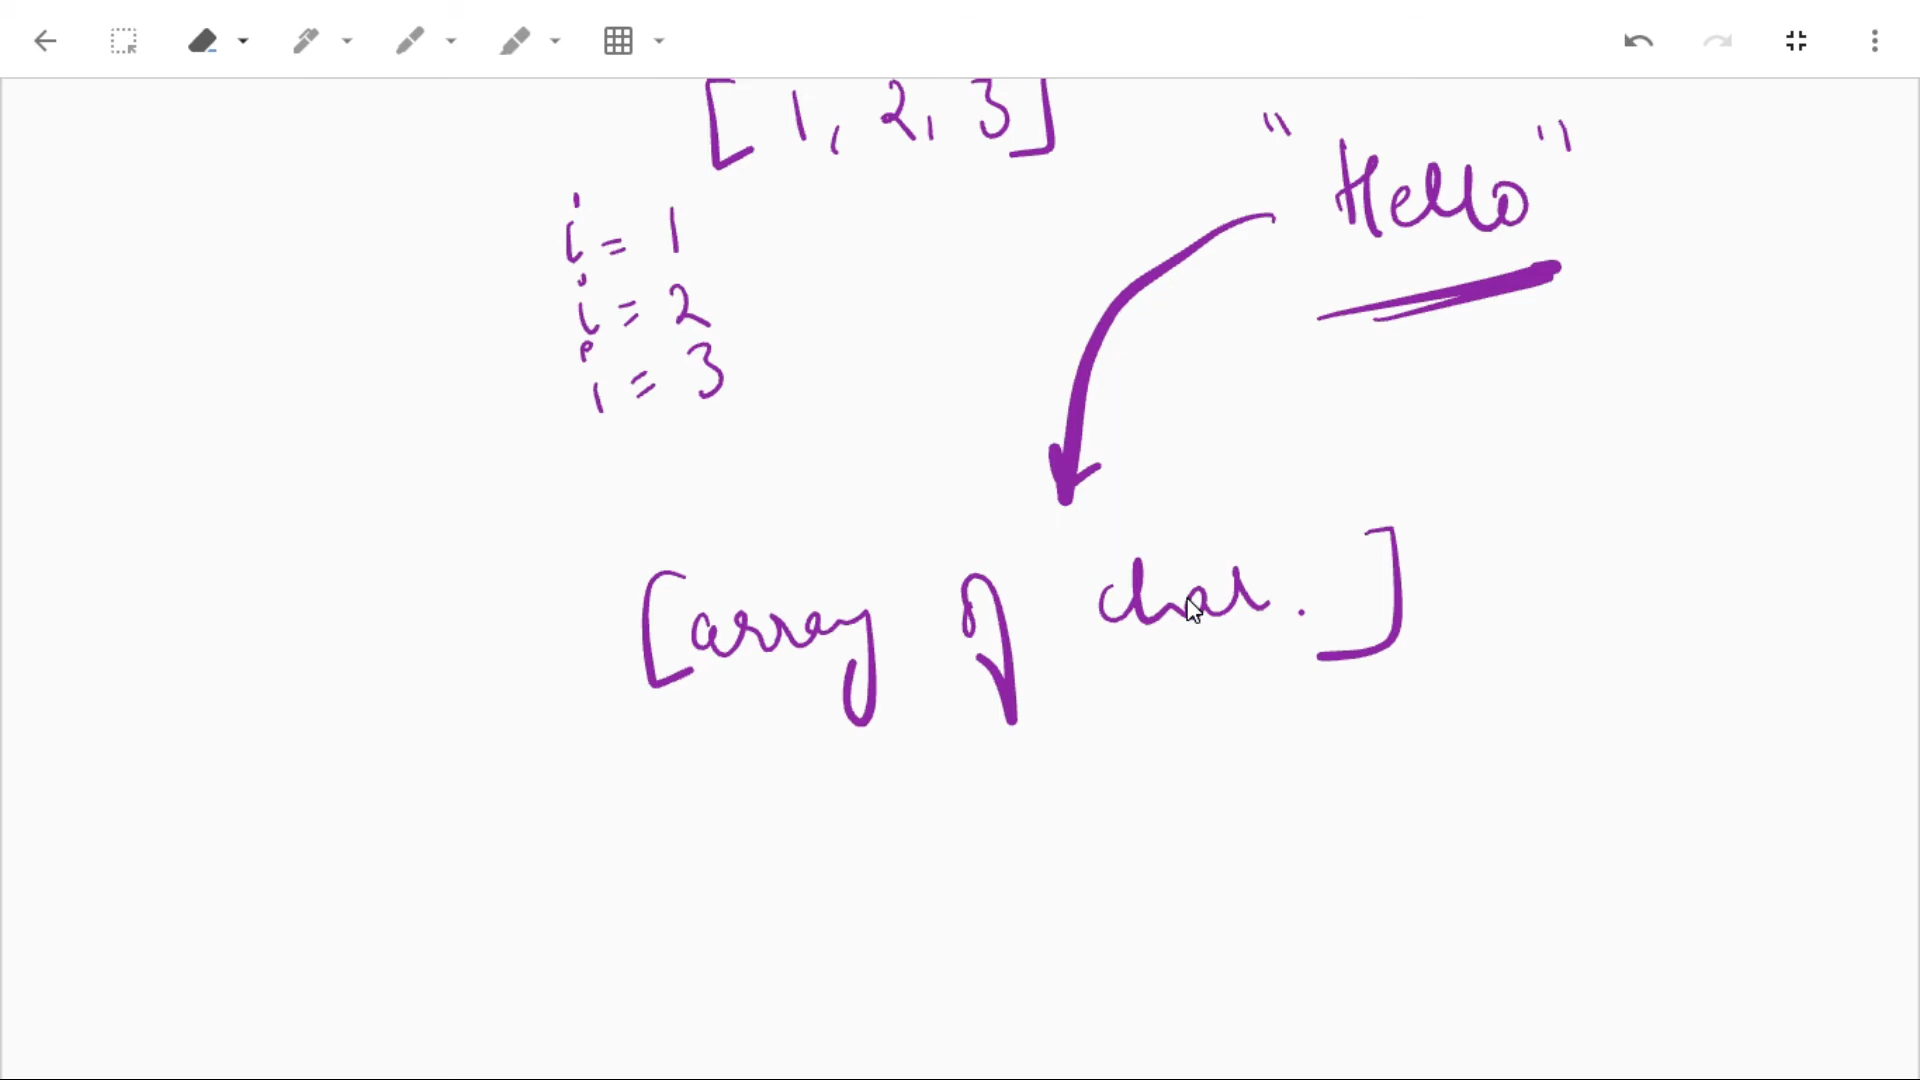 [ 1, 2, 3 ]
"Hello"
i = 1
i = 2
i = 3
[array of char. ]